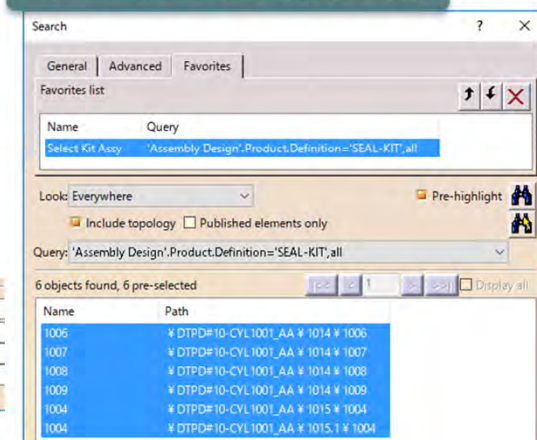 Search ? ×
General Advanced Favorites
Favorites list
Name Query
Select Kit Assy 'Assembly Design'.Product.Definition='SEAL-KIT',all
Look: Everywhere Pre-highlight
Include topology Published elements only
Query: 'Assembly Design'.Product.Definition='SEAL-KIT',all
6 objects found, 6 pre-selected |<< < 1 > >>| Display all
Name Path
1006 ¥ DTPD#10-CYL1001_AA ¥ 1014 ¥ 1006
1007 ¥ DTPD#10-CYL1001_AA ¥ 1014 ¥ 1007
1008 ¥ DTPD#10-CYL1001_AA ¥ 1014 ¥ 1008
1009 ¥ DTPD#10-CYL1001_AA ¥ 1014 ¥ 1009
1004 ¥ DTPD#10-CYL1001_AA ¥ 1015 ¥ 1004
1004 ¥ DTPD#10-CYL1001_AA ¥ 1015.1 ¥ 1004